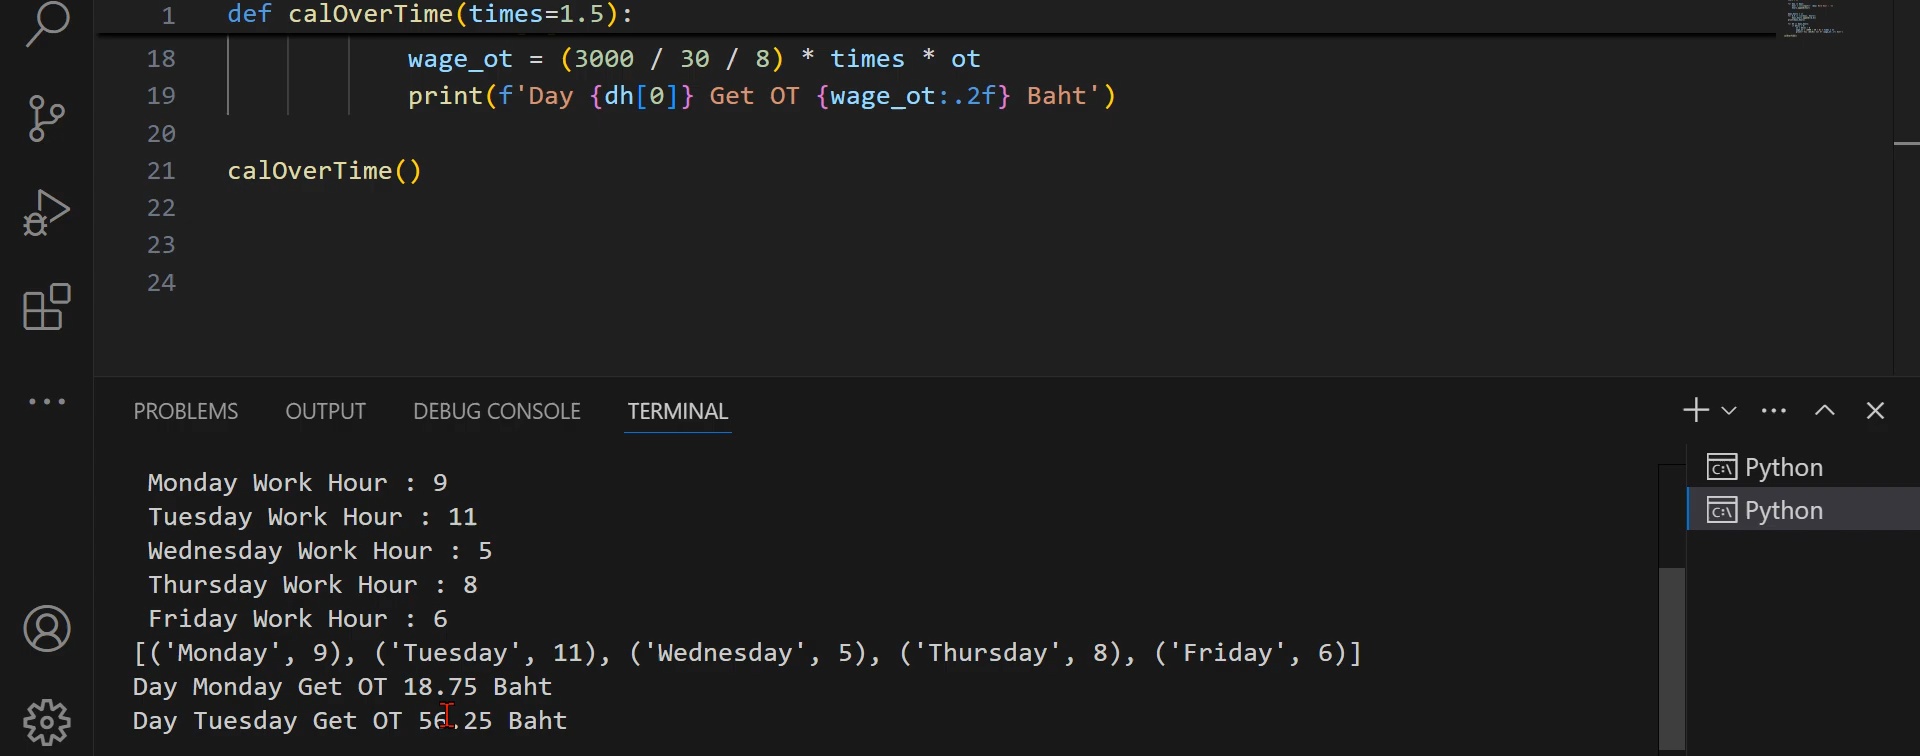 1 def calOverTime(times=1.5):
18 wage_ot = (3000 / 30 / 8) * times * ot
19 print(f'Day {dh[0]} Get OT {wage_ot:.2f} Baht')
20
21 calOverTime()
22
23
24
PROBLEMS OUTPUT DEBUG CONSOLE TERMINAL
Python
Python
Monday Work Hour : 9
Tuesday Work Hour : 11
Wednesday Work Hour : 5
Thursday Work Hour : 8
Friday Work Hour : 6
[('Monday', 9), ('Tuesday', 11), ('Wednesday', 5), ('Thursday', 8), ('Friday', 6)]
Day Monday Get OT 18.75 Baht
Day Tuesday Get OT 56.25 Baht